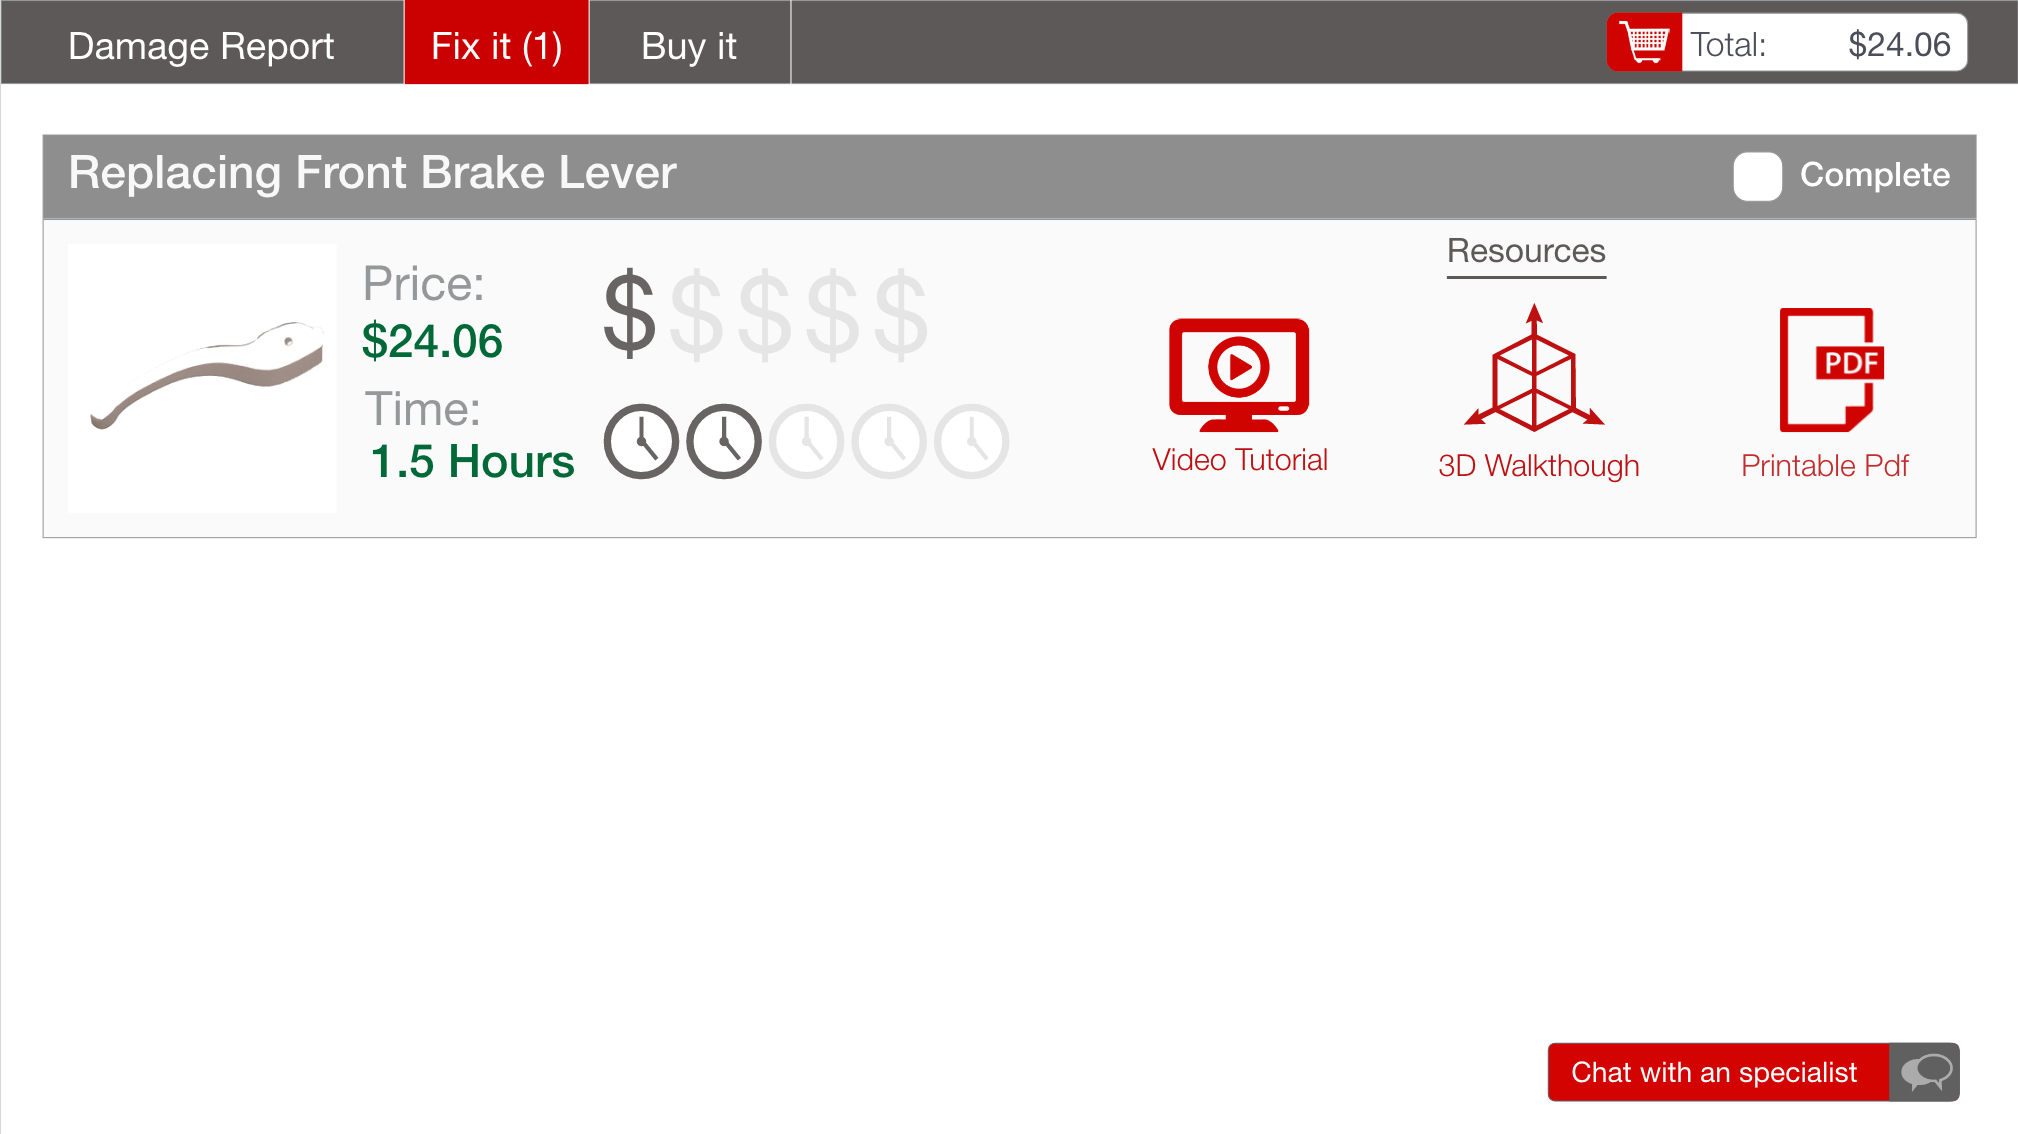 Damage Report
Fix it (1)
Buy it
Total: $24.06
Replacing Front Brake Lever
Complete
Price:
$24.06
$ $ $ $ $
Time:
1.5 Hours
Resources
Video Tutorial
3D Walkthough
PDF
Printable Pdf
Chat with an specialist